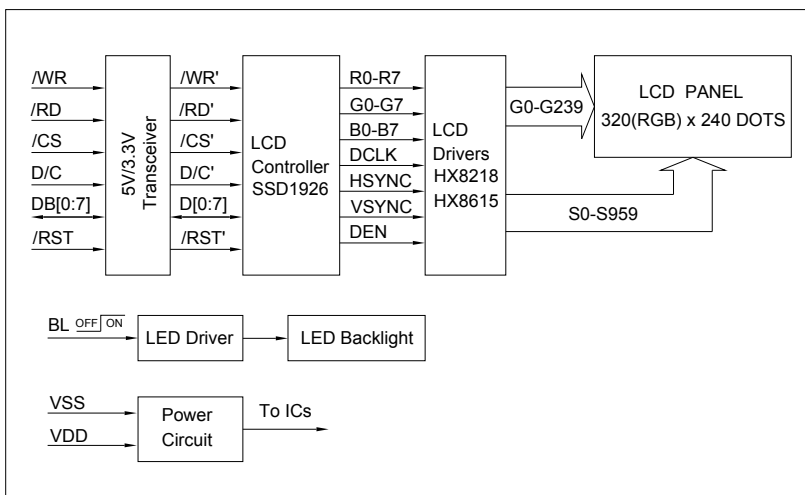 /WR
/RD
/CS
D/C
DB[0:7]
/RST
5V/3.3V
Transceiver
/WR'
/RD'
/CS'
D/C'
D[0:7]
/RST'
LCD
Controller
SSD1926
R0-R7
G0-G7
B0-B7
DCLK
HSYNC
VSYNC
DEN
LCD
Drivers
HX8218
HX8615
G0-G239
S0-S959
LCD PANEL
320(RGB) x 240 DOTS
BL OFF ON
LED Driver
LED Backlight
VSS
VDD
Power
Circuit
To ICs